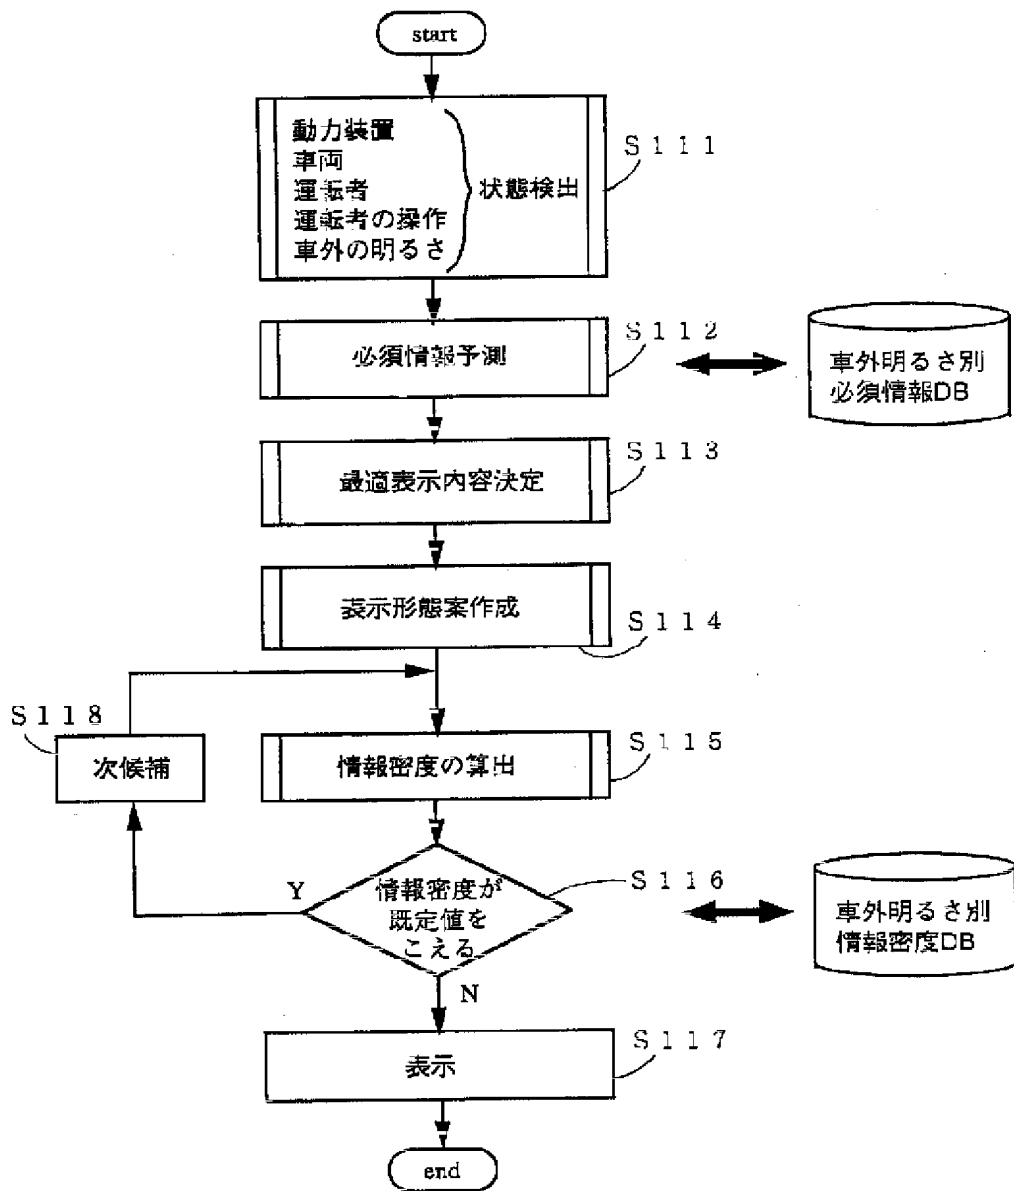 start
動力装置
車両
運転者
運転者の操作
車外の明るさ
状態検出
Ｓ１１１
必須情報予測
Ｓ１１２
車外明るさ別
必須情報DB
最適表示内容決定
Ｓ１１３
表示形態案作成
Ｓ１１４
Ｓ１１８
次候補
情報密度の算出
Ｓ１１５
Y
情報密度が
既定値を
こえる
Ｓ１１６
車外明るさ別
情報密度DB
N
表示
Ｓ１１７
end